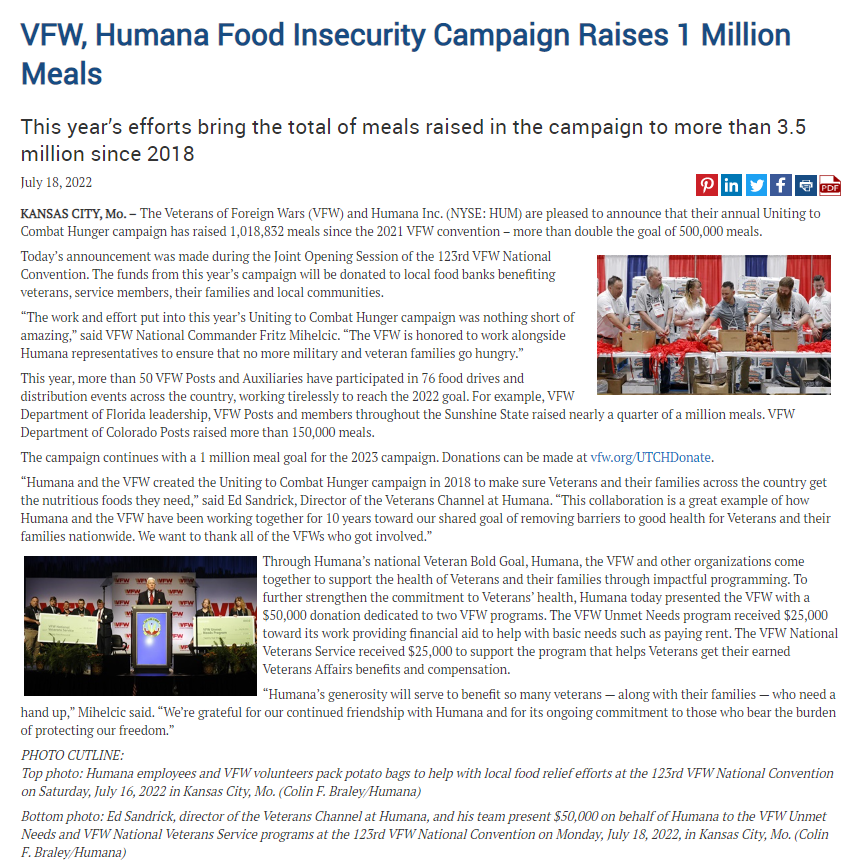 VFW, Humana Food Insecurity Campaign Raises 1 Million
Meals
This year’s efforts bring the total of meals raised in the campaign to more than 3.5
million since 2018
July 18, 2022
PDF
KANSAS CITY, Mo. – The Veterans of Foreign Wars (VFW) and Humana Inc. (NYSE: HUM) are pleased to announce that their annual Uniting to
Combat Hunger campaign has raised 1,018,832 meals since the 2021 VFW convention – more than double the goal of 500,000 meals.
Today’s announcement was made during the Joint Opening Session of the 123rd VFW National
Convention. The funds from this year’s campaign will be donated to local food banks benefiting
veterans, service members, their families and local communities.
“The work and effort put into this year’s Uniting to Combat Hunger campaign was nothing short of
amazing,” said VFW National Commander Fritz Mihelcic. “The VFW is honored to work alongside
Humana representatives to ensure that no more military and veteran families go hungry.”
This year, more than 50 VFW Posts and Auxiliaries have participated in 76 food drives and
distribution events across the country, working tirelessly to reach the 2022 goal. For example, VFW
Department of Florida leadership, VFW Posts and members throughout the Sunshine State raised nearly a quarter of a million meals. VFW
Department of Colorado Posts raised more than 150,000 meals.
The campaign continues with a 1 million meal goal for the 2023 campaign. Donations can be made at vfw.org/UTCHDonate.
“Humana and the VFW created the Uniting to Combat Hunger campaign in 2018 to make sure Veterans and their families across the country get
the nutritious foods they need,” said Ed Sandrick, Director of the Veterans Channel at Humana. “This collaboration is a great example of how
Humana and the VFW have been working together for 10 years toward our shared goal of removing barriers to good health for Veterans and their
families nationwide. We want to thank all of the VFWs who got involved.”
Through Humana’s national Veteran Bold Goal, Humana, the VFW and other organizations come
together to support the health of Veterans and their families through impactful programming. To
further strengthen the commitment to Veterans’ health, Humana today presented the VFW with a
$50,000 donation dedicated to two VFW programs. The VFW Unmet Needs program received $25,000
toward its work providing financial aid to help with basic needs such as paying rent. The VFW National
Veterans Service received $25,000 to support the program that helps Veterans get their earned
Veterans Affairs benefits and compensation.
“Humana’s generosity will serve to benefit so many veterans — along with their families — who need a
hand up,” Mihelcic said. “We’re grateful for our continued friendship with Humana and for its ongoing commitment to those who bear the burden
of protecting our freedom.”
PHOTO CUTLINE:
Top photo: Humana employees and VFW volunteers pack potato bags to help with local food relief efforts at the 123rd VFW National Convention
on Saturday, July 16, 2022 in Kansas City, Mo. (Colin F. Braley/Humana)
Bottom photo: Ed Sandrick, director of the Veterans Channel at Humana, and his team present $50,000 on behalf of Humana to the VFW Unmet
Needs and VFW National Veterans Service programs at the 123rd VFW National Convention on Monday, July 18, 2022, in Kansas City, Mo. (Colin
F. Braley/Humana)